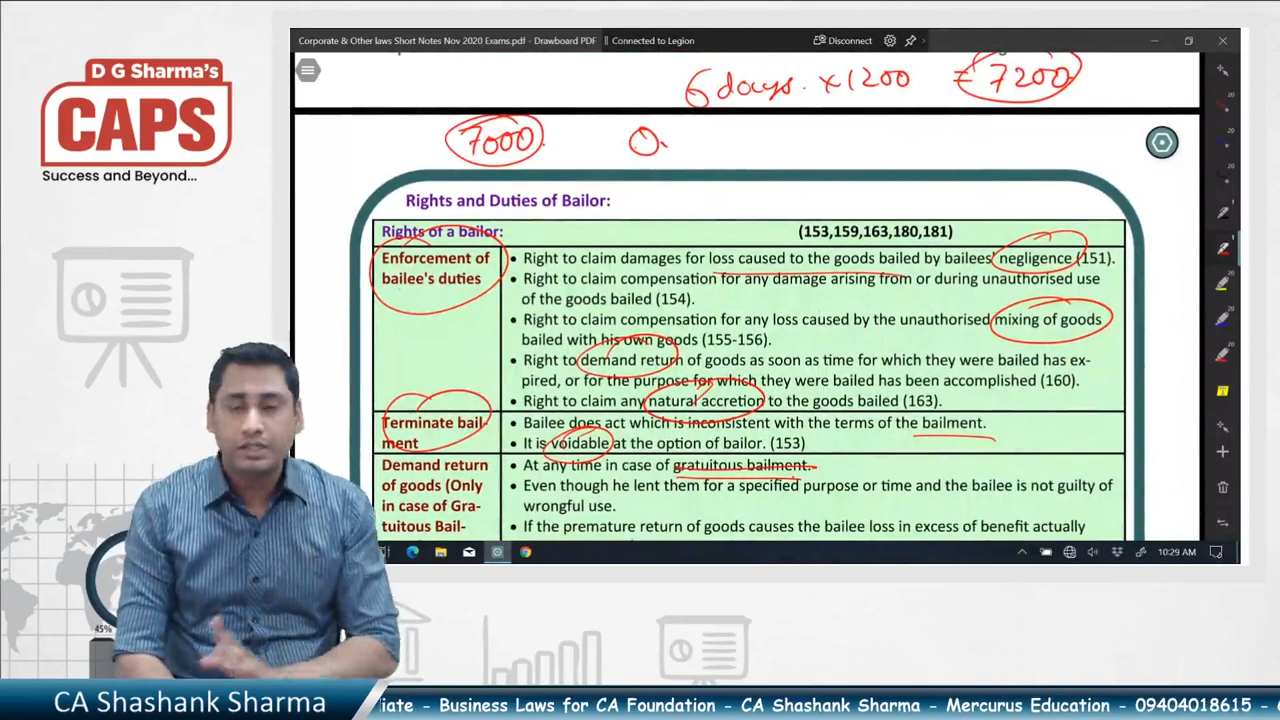 D G Sharma's
CAPS
Success and Beyond...
Corporate & Other laws Short Notes Nov 2020 Exams.pdf - Drawboard PDF
Connected to Legion
Disconnect
6 days. x 1200 = 7200
7000
0.
Rights and Duties of Bailor:
Rights of a bailor: (153,159,163,180,181)
Enforcement of
bailee's duties
• Right to claim damages for loss caused to the goods bailed by bailees negligence (151).
• Right to claim compensation for any damage arising from or during unauthorised use
of the goods bailed (154).
• Right to claim compensation for any loss caused by the unauthorised mixing of goods
bailed with his own goods (155-156).
• Right to demand return of goods as soon as time for which they were bailed has ex-
pired, or for the purpose for which they were bailed has been accomplished (160).
• Right to claim any natural accretion to the goods bailed (163).
Terminate bail-
ment
• Bailee does act which is inconsistent with the terms of the bailment.
• It is voidable at the option of bailor. (153)
Demand return
of goods (Only
in case of Gra-
tuitous Bail-
• At any time in case of gratuitous bailment.
• Even though he lent them for a specified purpose or time and the bailee is not guilty of
wrongful use.
• If the premature return of goods causes the bailee loss in excess of benefit actually
10:29 AM
45%
CA Shashank Sharma
iate - Business Laws for CA Foundation - CA Shashank Sharma - Mercurus Education - 09404018615 -